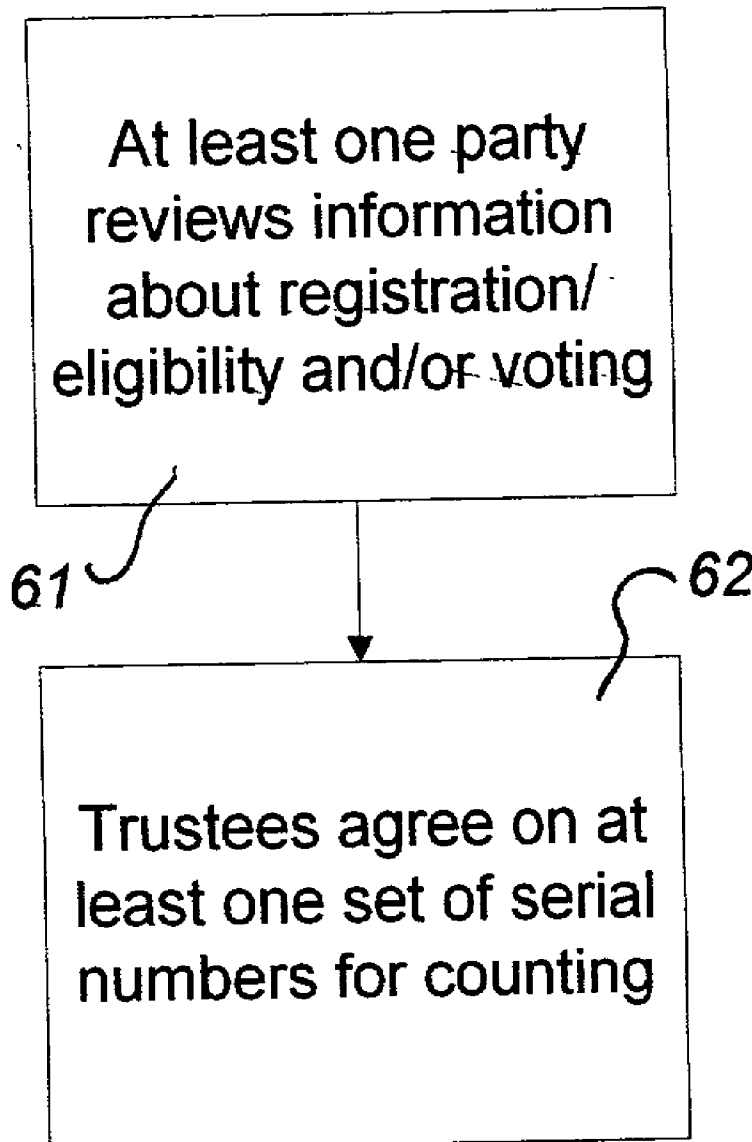 At least one party
reviews information
about registration/
eligibility and/or voting
61
62
Trustees agree on at
least one set of serial
numbers for counting